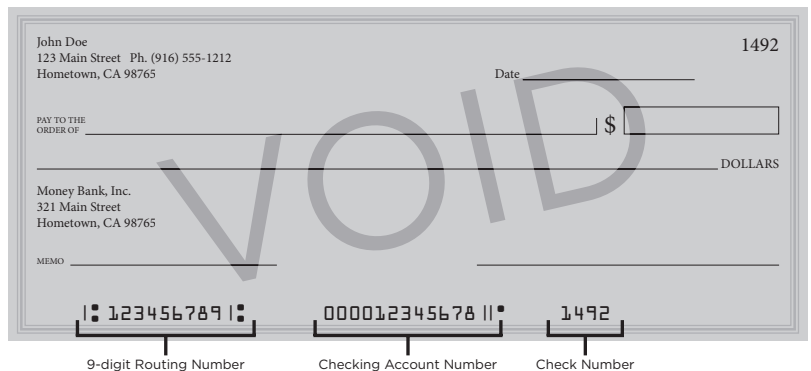 John Doe
123 Main Street Ph. (916) 555-1212
Hometown, CA 98765
1492
Date
PAY TO THE
ORDER OF
$
DOLLARS
VOID
Money Bank, Inc.
321 Main Street
Hometown, CA 98765
MEMO
⑆123456789⑆ 000012345678⑈ 1492
9-digit Routing Number Checking Account Number Check Number